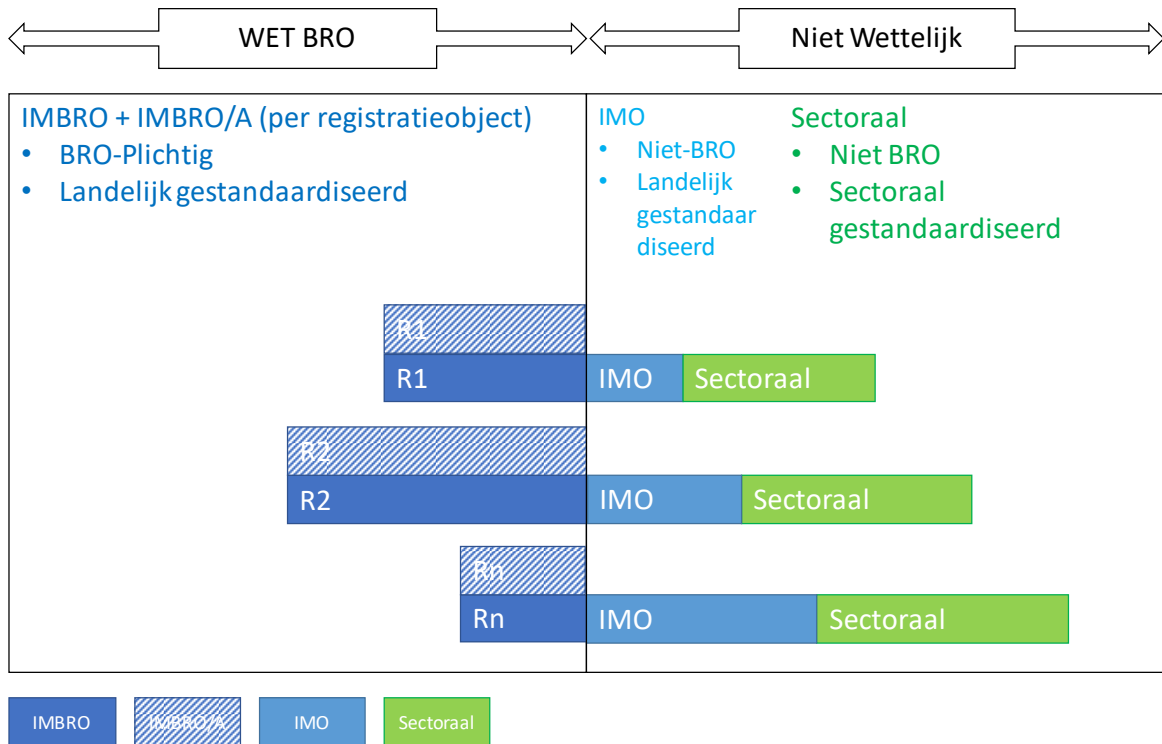 WET BRO
Niet Wettelijk
IMBRO + IMBRO/A (per registratieobject)
• BRO-Plichtig
• Landelijk gestandaardiseerd
IMO
• Niet-BRO
• Landelijk
gestandaar
diseerd
Sectoraal
• Niet BRO
• Sectoraal
gestandaardiseerd
R1
R1
IMO
Sectoraal
R2
R2
IMO
Sectoraal
Rn
Rn
IMO
Sectoraal
IMBRO
IMBRO/A
IMO
Sectoraal